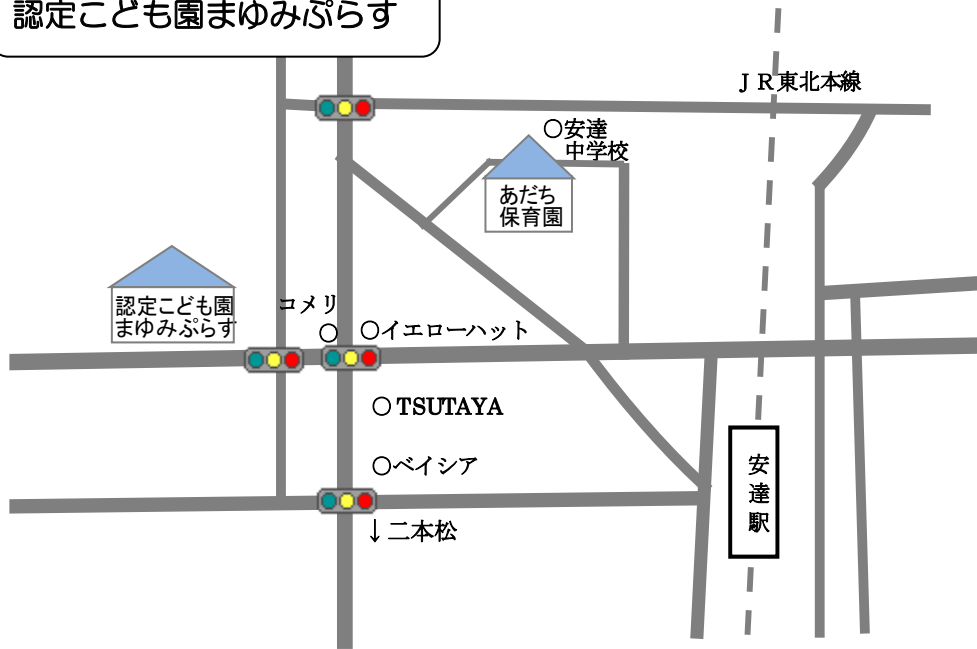 認定こども園まゆみぷらす
ＪＲ東北本線
○安達
中学校
あだち
保育園
認定こども園
まゆみぷらす
コメリ
○
○イエローハット
○TSUTAYA
○ベイシア
↓二本松
安達駅